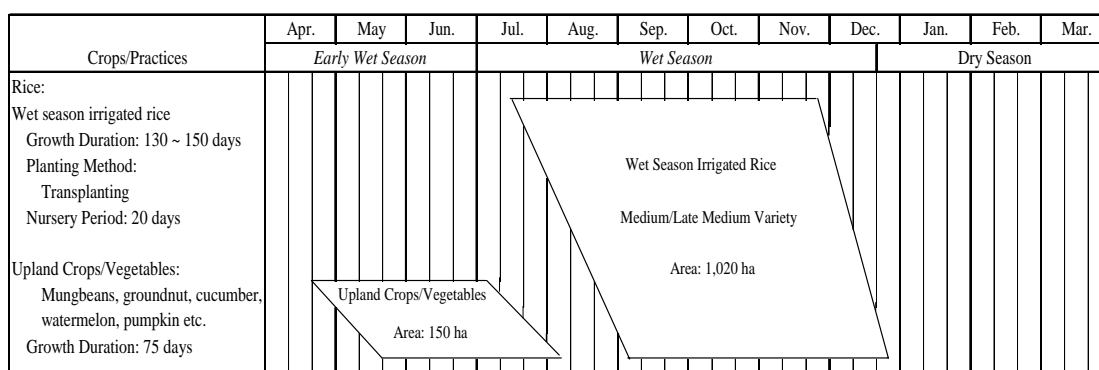 Apr. May Jun. Jul. Aug. Sep. Oct. Nov. Dec. Jan. Feb. Mar.
Crops/Practices Early Wet Season Wet Season Dry Season
Rice:
Wet season irrigated rice
Growth Duration: 130 ~ 150 days
Planting Method:
Transplanting
Nursery Period: 20 days
Wet Season Irrigated Rice
Medium/Late Medium Variety
Area: 1,020 ha
Upland Crops/Vegetables:
Mungbeans, groundnut, cucumber,
watermelon, pumpkin etc.
Growth Duration: 75 days
Upland Crops/Vegetables
Area: 150 ha